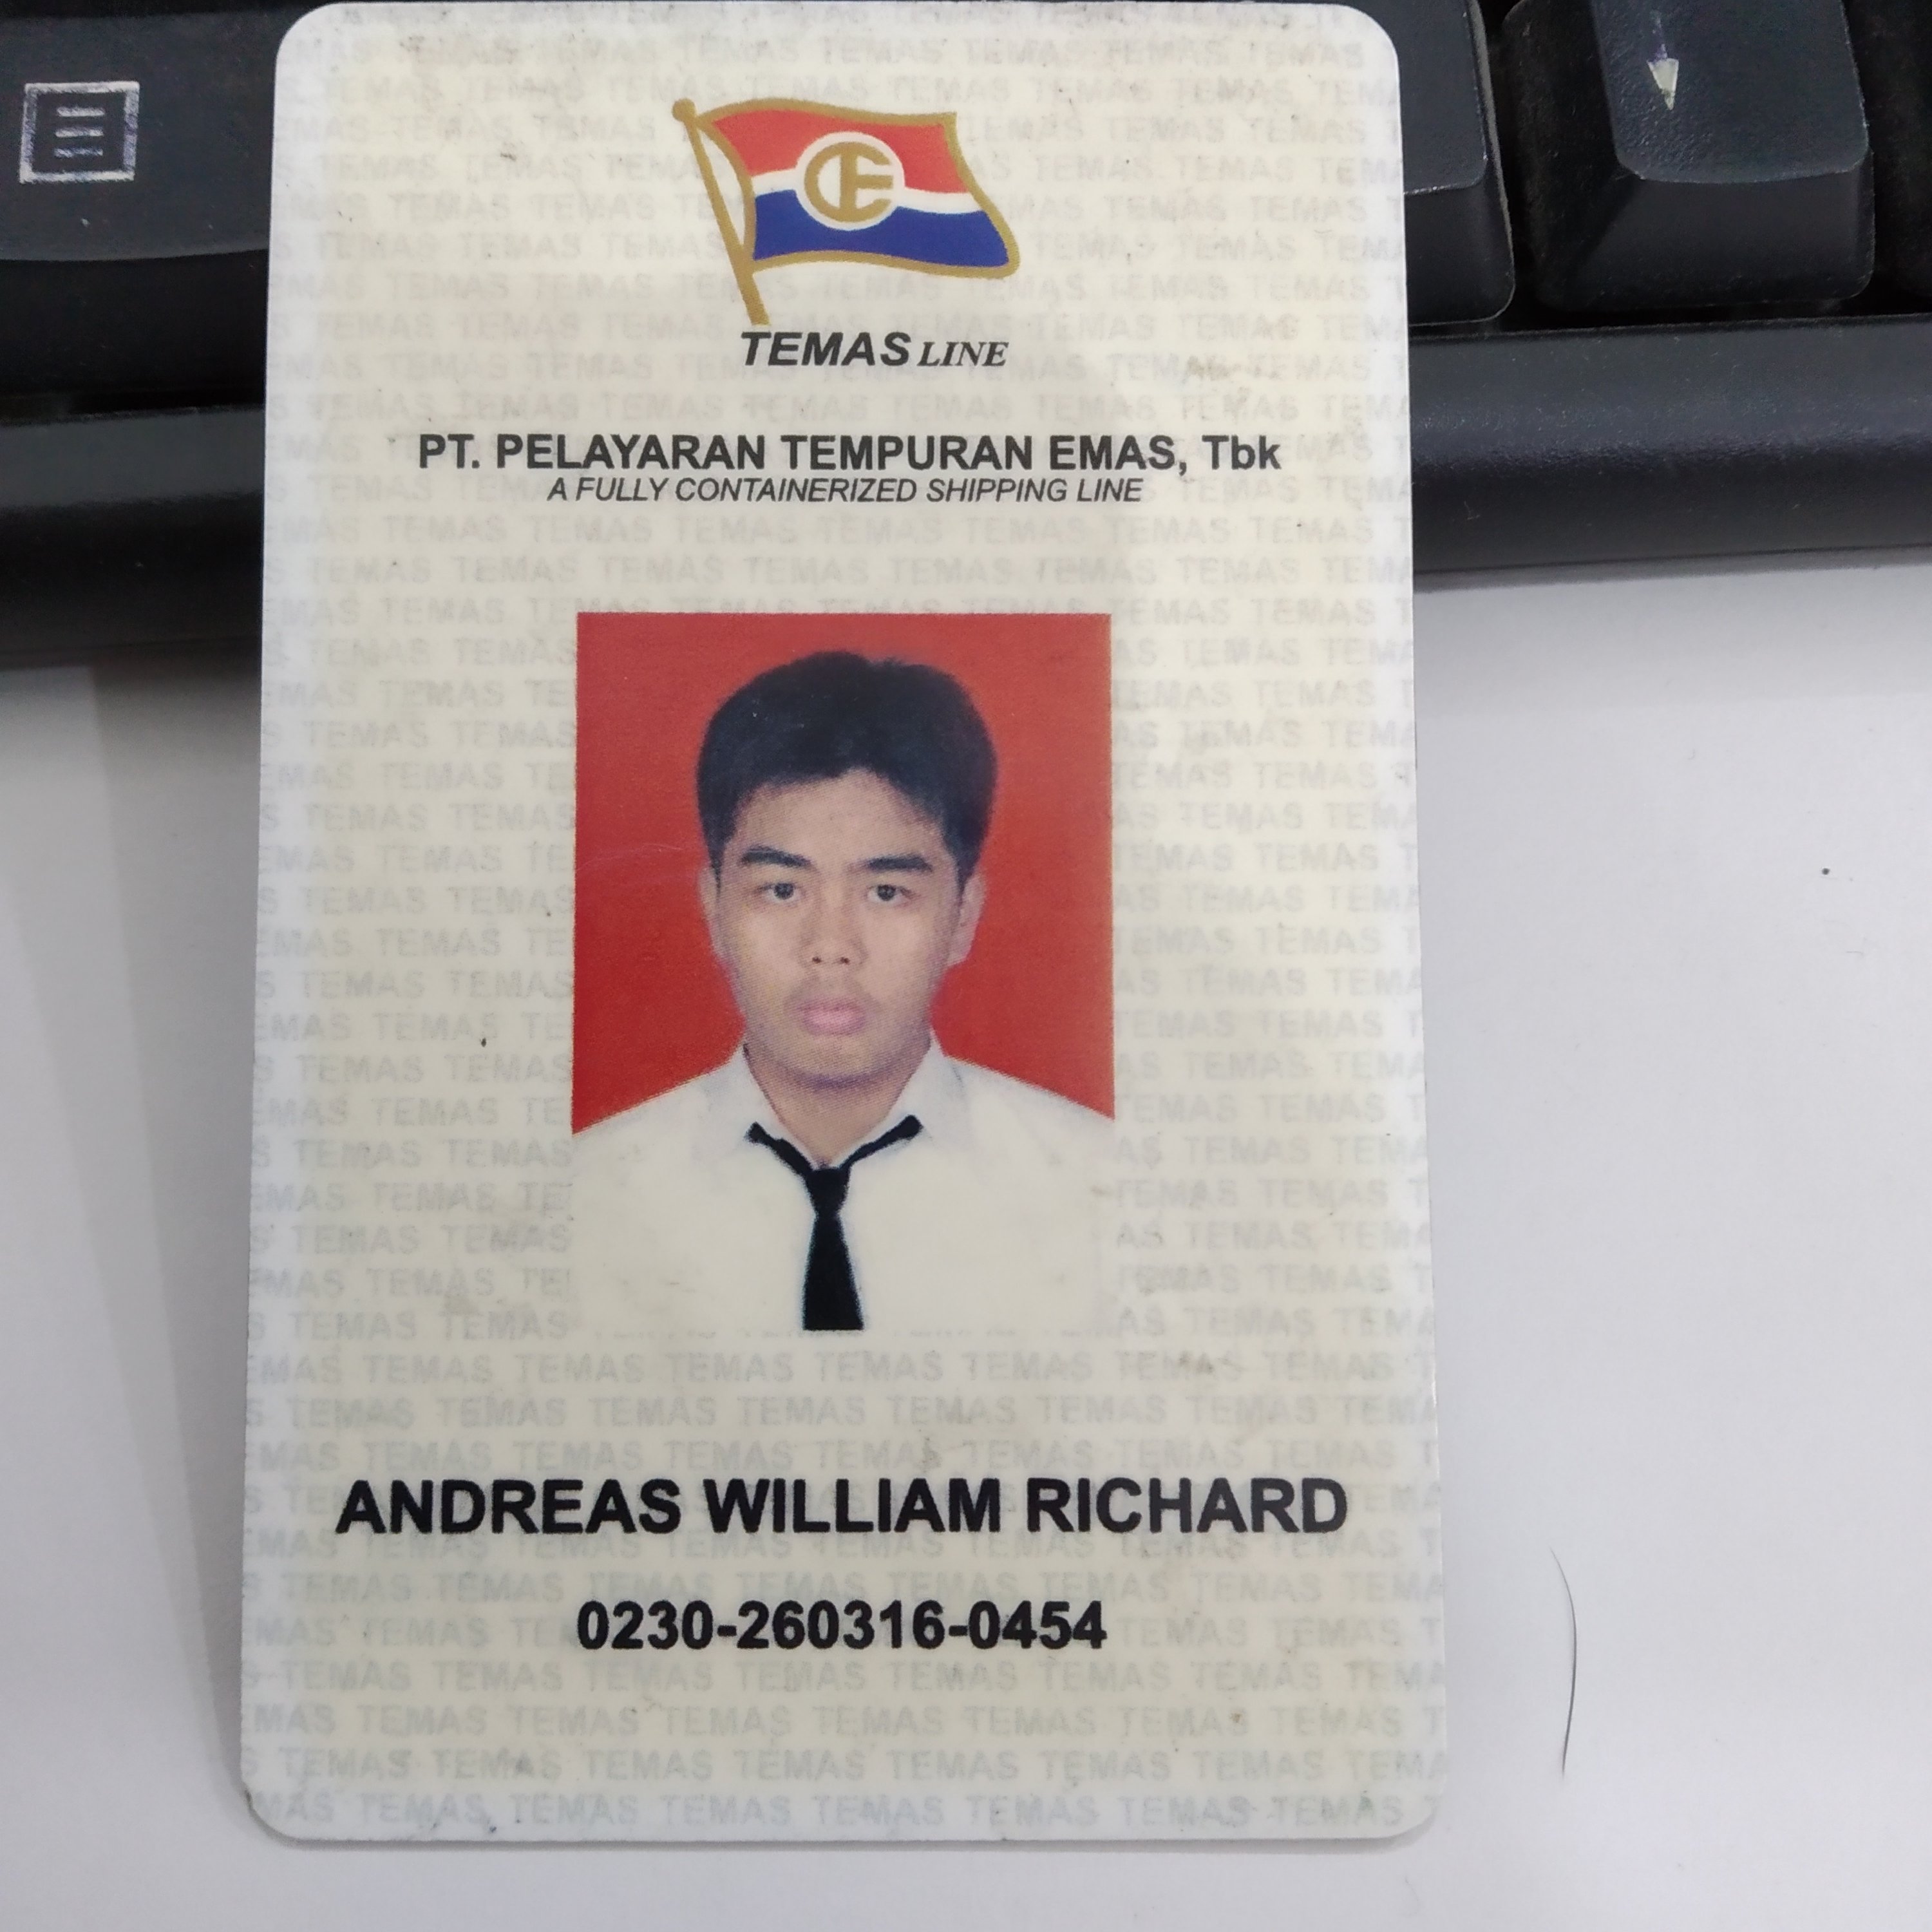 TEMAS LINE
PT. PELAYARAN TEMPURAN EMAS, Tbk
A FULLY CONTAINERIZED SHIPPING LINE
ANDREAS WILLIAM RICHARD
0230-260316-0454